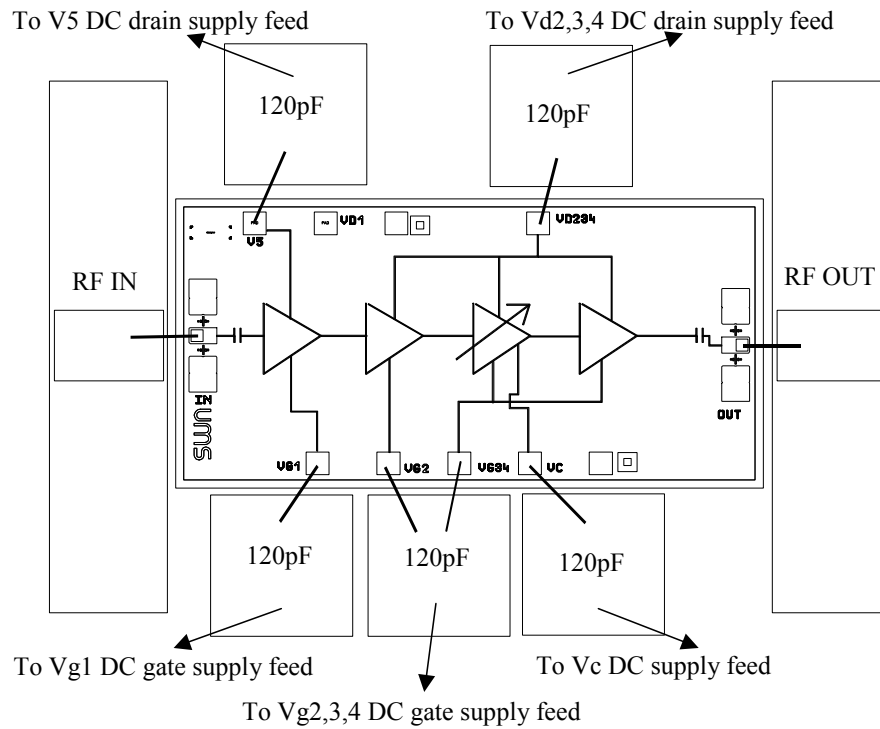 To V5 DC drain supply feed
To Vd2,3,4 DC drain supply feed
120pF
120pF
V5
VD1
VD234
RF IN
RF OUT
IN
OUT
ums
VG1
VG2
VG34
VC
120pF
120pF
120pF
To Vg1 DC gate supply feed
To Vc DC supply feed
To Vg2,3,4 DC gate supply feed